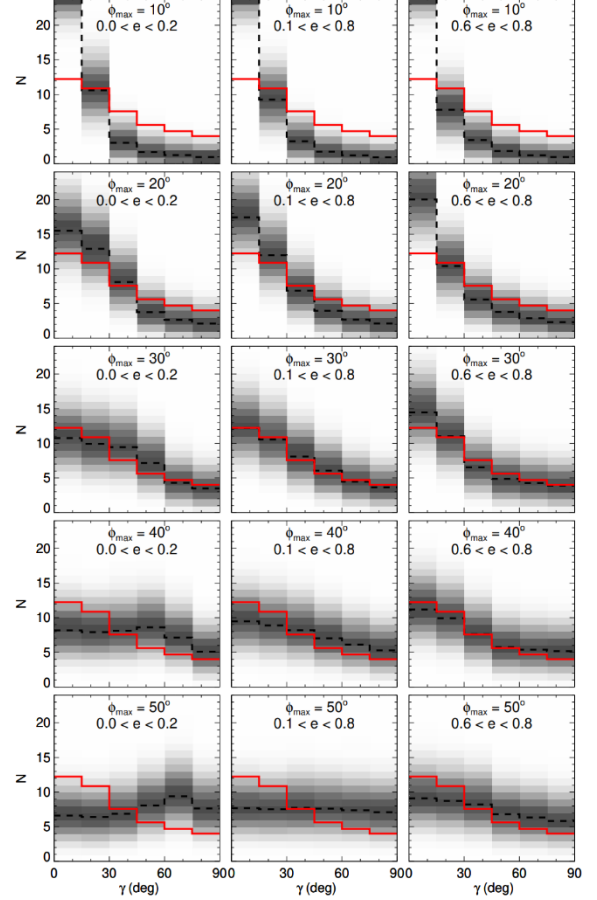 ϕmax = 10° ϕmax = 10° ϕmax = 10°
0.0 < e < 0.2 0.1 < e < 0.8 0.6 < e < 0.8
20
15
N
10
5
0
ϕmax = 20° ϕmax = 20° ϕmax = 20°
0.0 < e < 0.2 0.1 < e < 0.8 0.6 < e < 0.8
20
15
N
10
5
0
ϕmax = 30° ϕmax = 30° ϕmax = 30°
0.0 < e < 0.2 0.1 < e < 0.8 0.6 < e < 0.8
20
15
N
10
5
0
ϕmax = 40° ϕmax = 40° ϕmax = 40°
0.0 < e < 0.2 0.1 < e < 0.8 0.6 < e < 0.8
20
15
N
10
5
0
ϕmax = 50° ϕmax = 50° ϕmax = 50°
0.0 < e < 0.2 0.1 < e < 0.8 0.6 < e < 0.8
20
15
N
10
5
0
0 30 60 90 30 60 90 30 60 90
γ (deg) γ (deg) γ (deg)